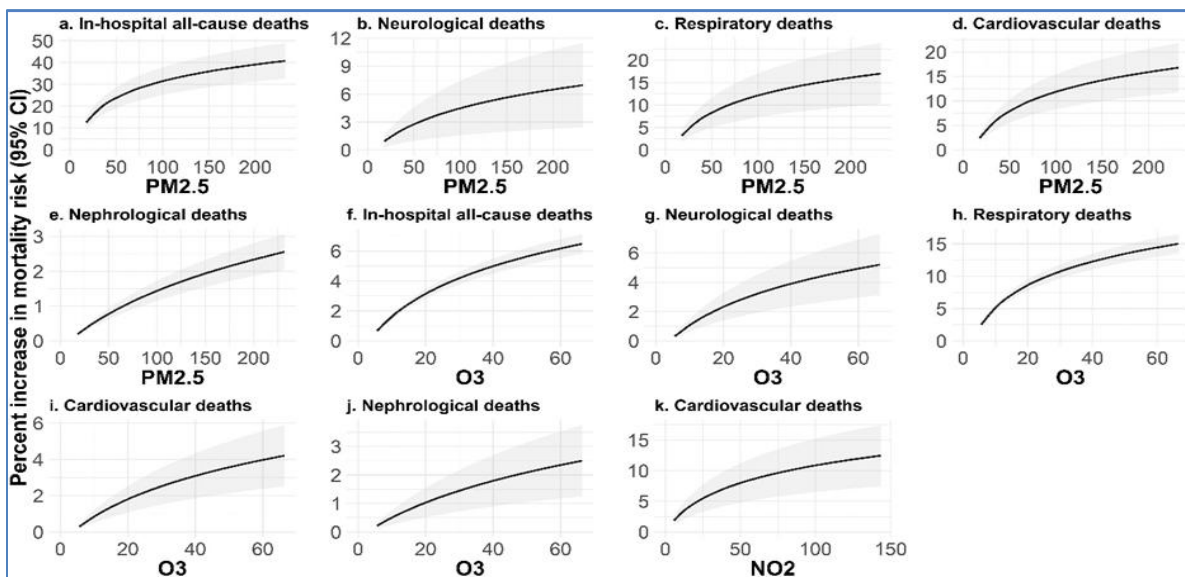 Percent increase in mortality risk (95% CI)
a. In-hospital all-cause deaths
50
40
30
20
10
0
0 50 100 150 200
PM2.5
b. Neurological deaths
12
9
6
3
0
0 50 100 150 200
PM2.5
c. Respiratory deaths
20
15
10
5
0
0 50 100 150 200
PM2.5
d. Cardiovascular deaths
20
15
10
5
0
0 50 100 150 200
PM2.5
e. Nephrological deaths
3
2
1
0
0 50 100 150 200
PM2.5
f. In-hospital all-cause deaths
6
4
2
0
0 20 40 60
O3
g. Neurological deaths
6
4
2
0
0 20 40 60
O3
h. Respiratory deaths
15
10
5
0
0 20 40 60
O3
i. Cardiovascular deaths
6
4
2
0
0 20 40 60
O3
j. Nephrological deaths
3
2
1
0
0 20 40 60
O3
k. Cardiovascular deaths
15
10
5
0
0 50 100 150
NO2